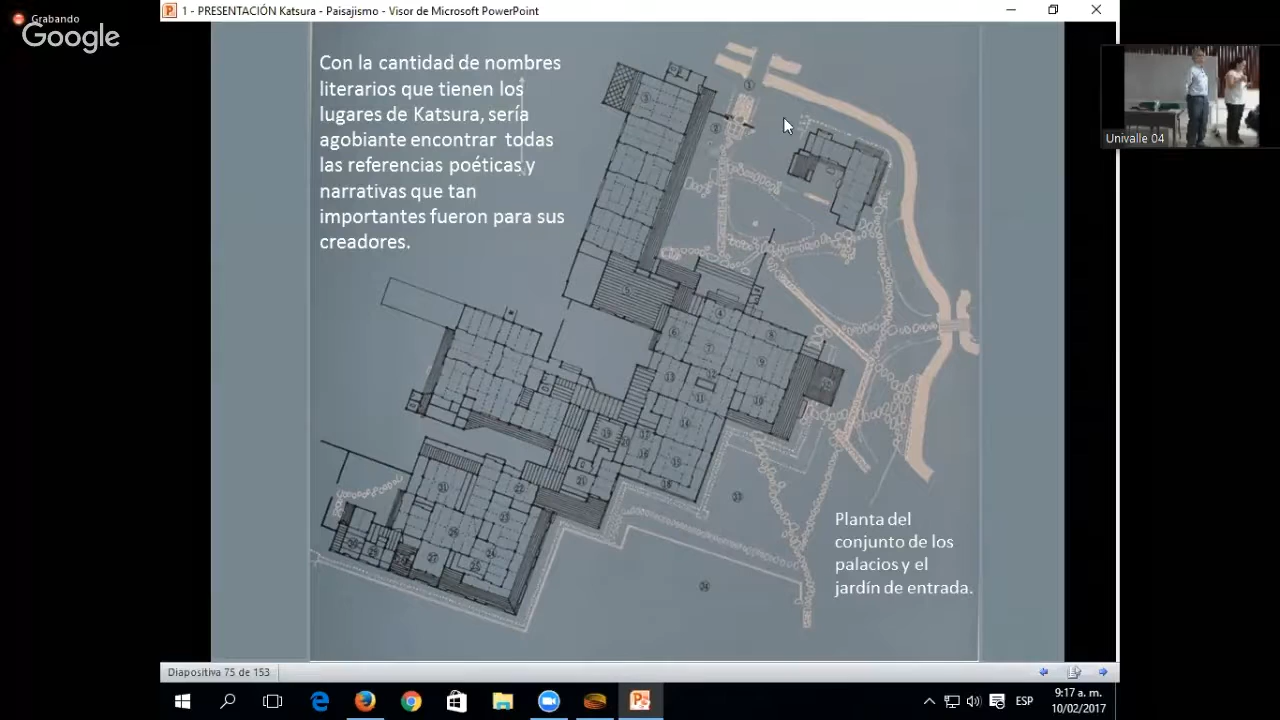 Grabando
Google
1 - PRESENTACIÓN Katsura - Paisajismo - Visor de Microsoft PowerPoint
Con la cantidad de nombres
literarios que tienen los
lugares de Katsura, sería
agobiante encontrar todas
las referencias poéticas y
narrativas que tan
importantes fueron para sus
creadores.
Univalle 04
Planta del
conjunto de los
palacios y el
jardín de entrada.
Diapositiva 75 de 153
ESP
9:17 a. m.
10/02/2017